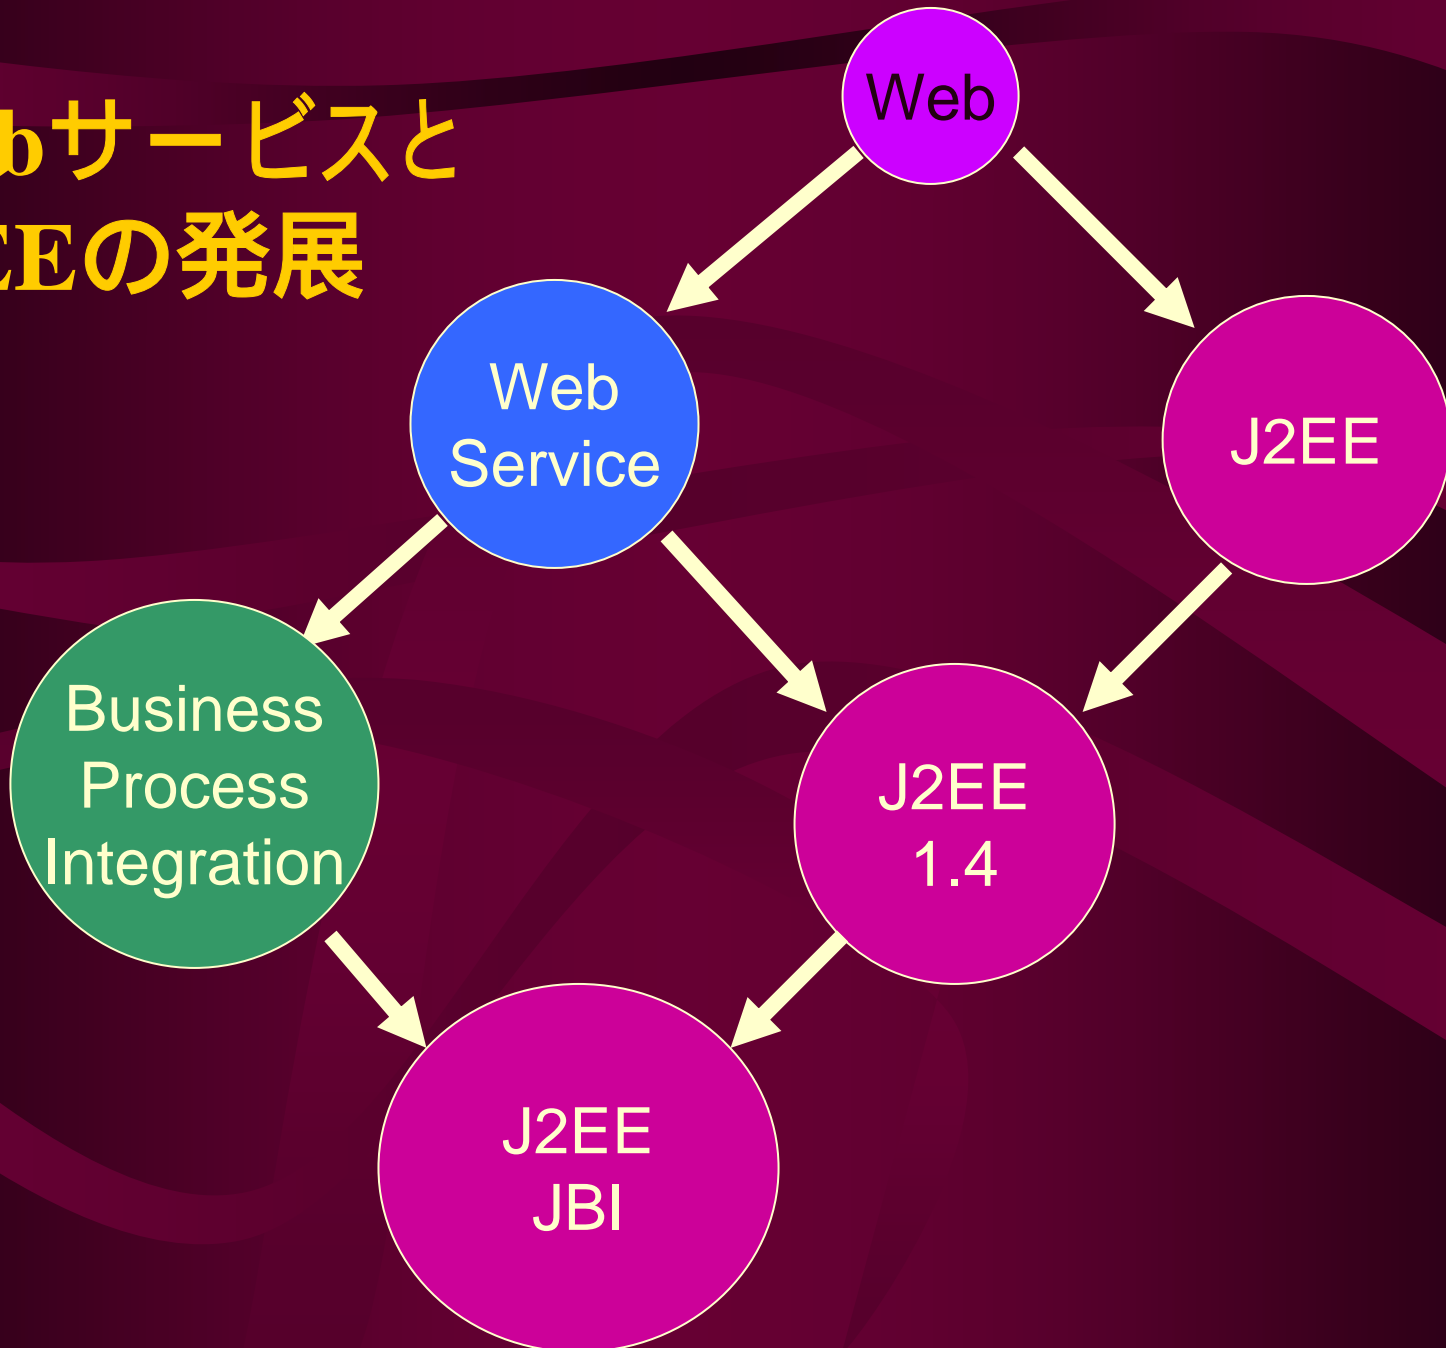 bサービスと
EEの発展
Web
Web
Service
J2EE
Business
Process
Integration
J2EE
1.4
J2EE
JBI